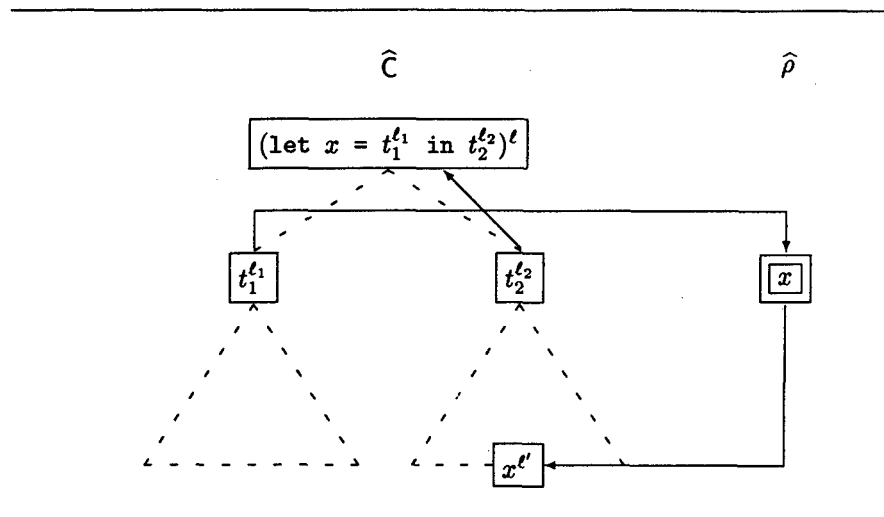 Ĉ ρ̂
(let x = t₁^ℓ₁ in t₂^ℓ₂)^ℓ
t₁^ℓ₁ t₂^ℓ₂ x
x^ℓ′